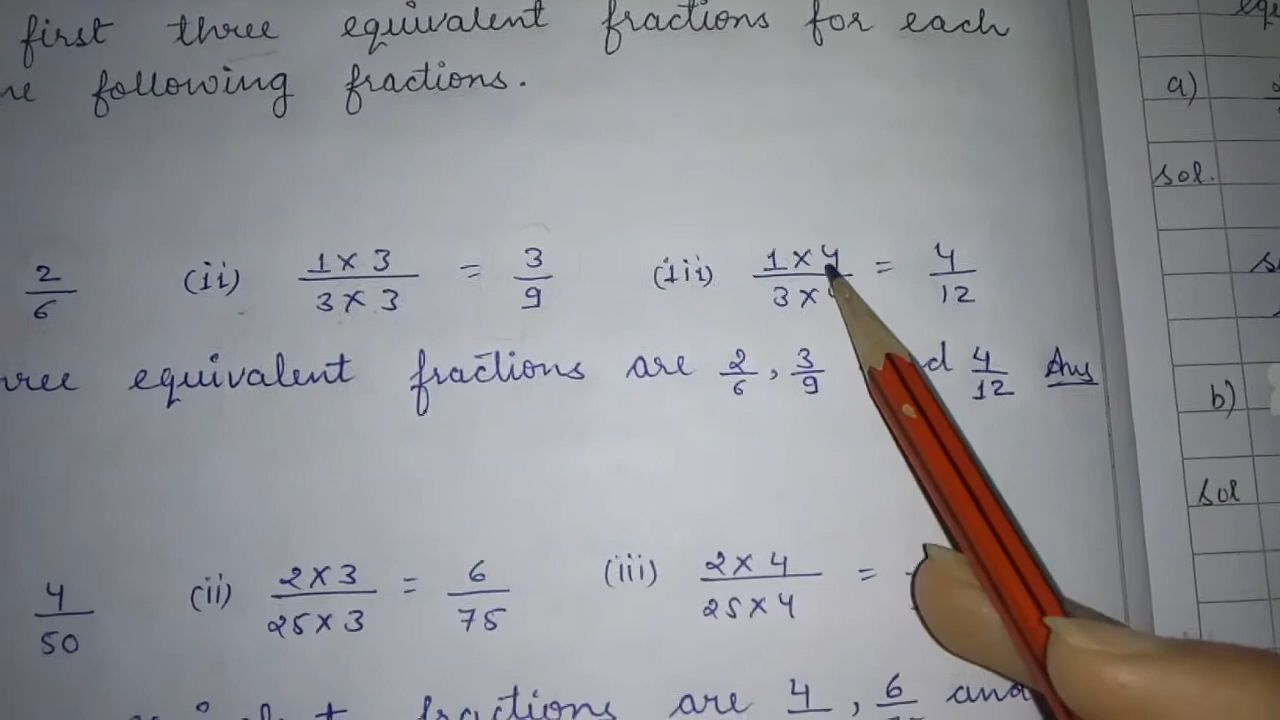 first three equivalent fractions for each
following fractions.
2/6 (ii) 1 x 3 / 3 x 3 = 3/9 (iii) 1 x 4 / 3 x = 4/12
equivalent fractions are 2/6, 3/9 4/12 Ans
4/50 (ii) 2 x 3 / 25 x 3 = 6/75 (iii) 2 x 4 / 25 x 4 =
fractions are 4, 6 and
a)
sol.
b)
sol